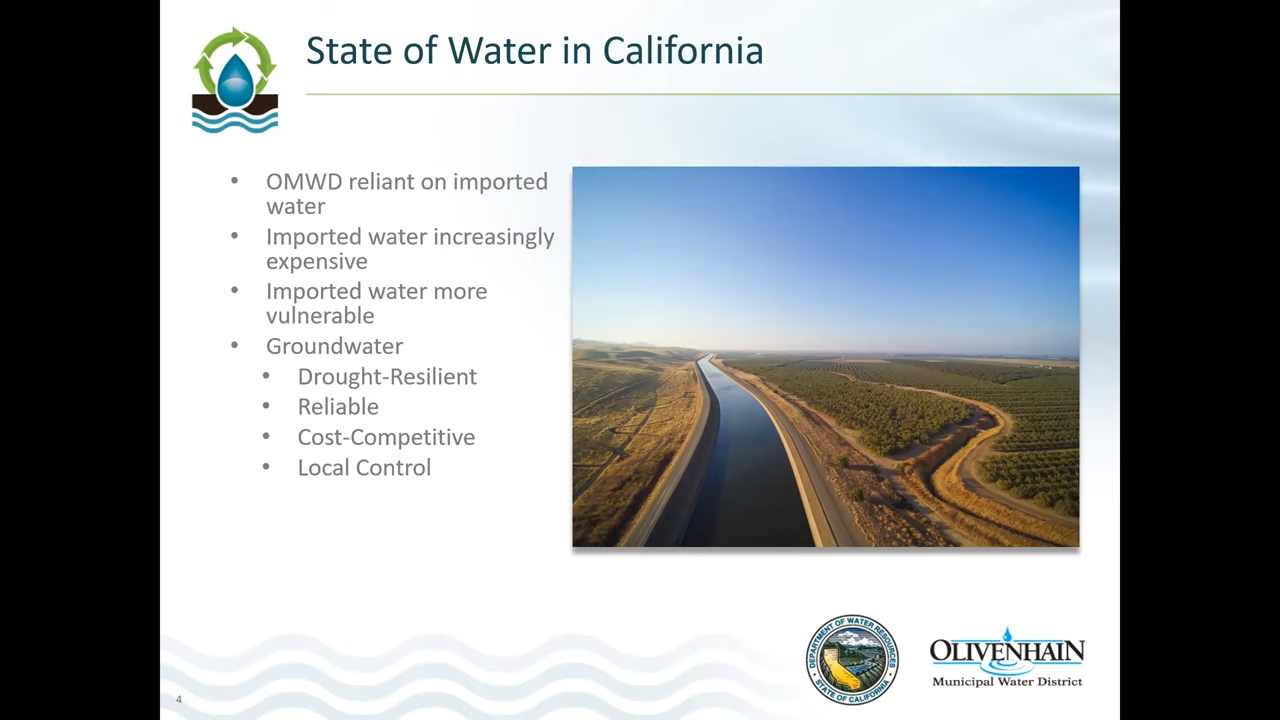 State of Water in California
• OMWD reliant on imported
water
• Imported water increasingly
expensive
• Imported water more
vulnerable
• Groundwater
• Drought-Resilient
• Reliable
• Cost-Competitive
• Local Control
DEPARTMENT OF WATER RESOURCES
STATE OF CALIFORNIA
OLIVENHAIN
Municipal Water District
4